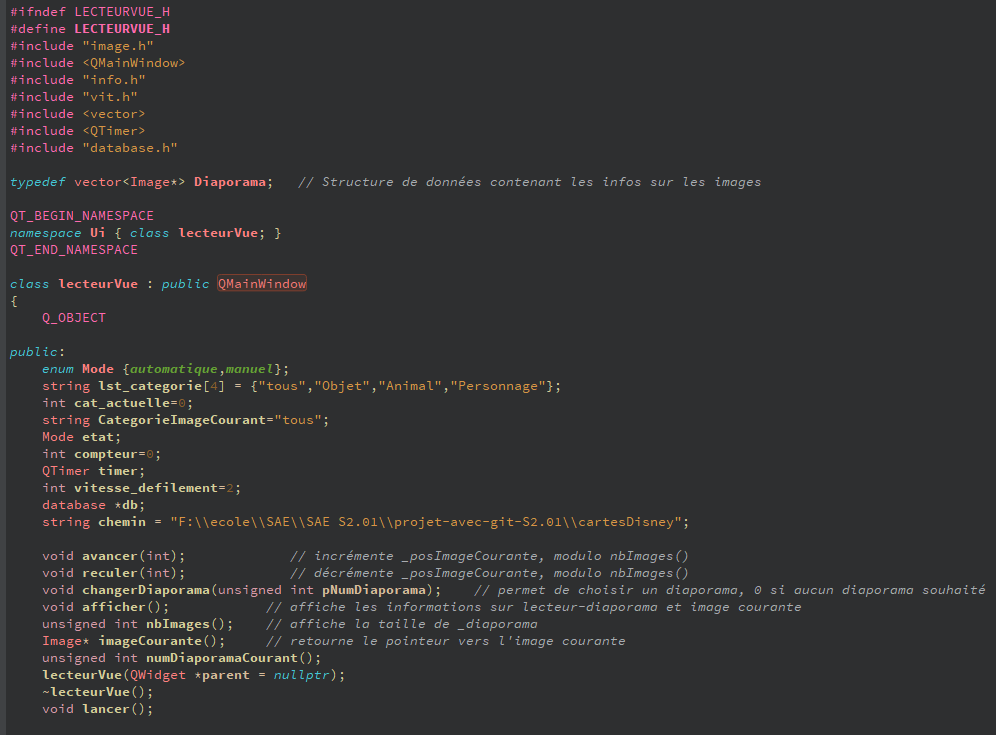 #ifndef LECTEURVUE_H
#define LECTEURVUE_H
#include "image.h"
#include <QMainWindow>
#include "info.h"
#include "vit.h"
#include <vector>
#include <QTimer>
#include "database.h"
typedef vector<Image*> Diaporama;   // Structure de données contenant les infos sur les images
QT_BEGIN_NAMESPACE
namespace Ui { class lecteurVue; }
QT_END_NAMESPACE
class lecteurVue : public QMainWindow
{
    Q_OBJECT
public:
    enum Mode {automatique,manuel};
    string lst_categorie[4] = {"tous","Objet","Animal","Personnage"};
    int cat_actuelle=0;
    string CategorieImageCourant="tous";
    Mode etat;
    int compteur=0;
    QTimer timer;
    int vitesse_defilement=2;
    database *db;
    string chemin = "F:\\ecole\\SAE\\SAE S2.01\\projet-avec-git-S2.01\\cartesDisney";
    void avancer(int);             // incrémente _posImageCourante, modulo nbImages()
    void reculer(int);             // décrémente _posImageCourante, modulo nbImages()
    void changerDiaporama(unsigned int pNumDiaporama);    // permet de choisir un diaporama, 0 si aucun diaporama souhaité
    void afficher();            // affiche les informations sur lecteur-diaporama et image courante
    unsigned int nbImages();    // affiche la taille de _diaporama
    Image* imageCourante();     // retourne le pointeur vers l'image courante
    unsigned int numDiaporamaCourant();
    lecteurVue(QWidget *parent = nullptr);
    ~lecteurVue();
    void lancer();